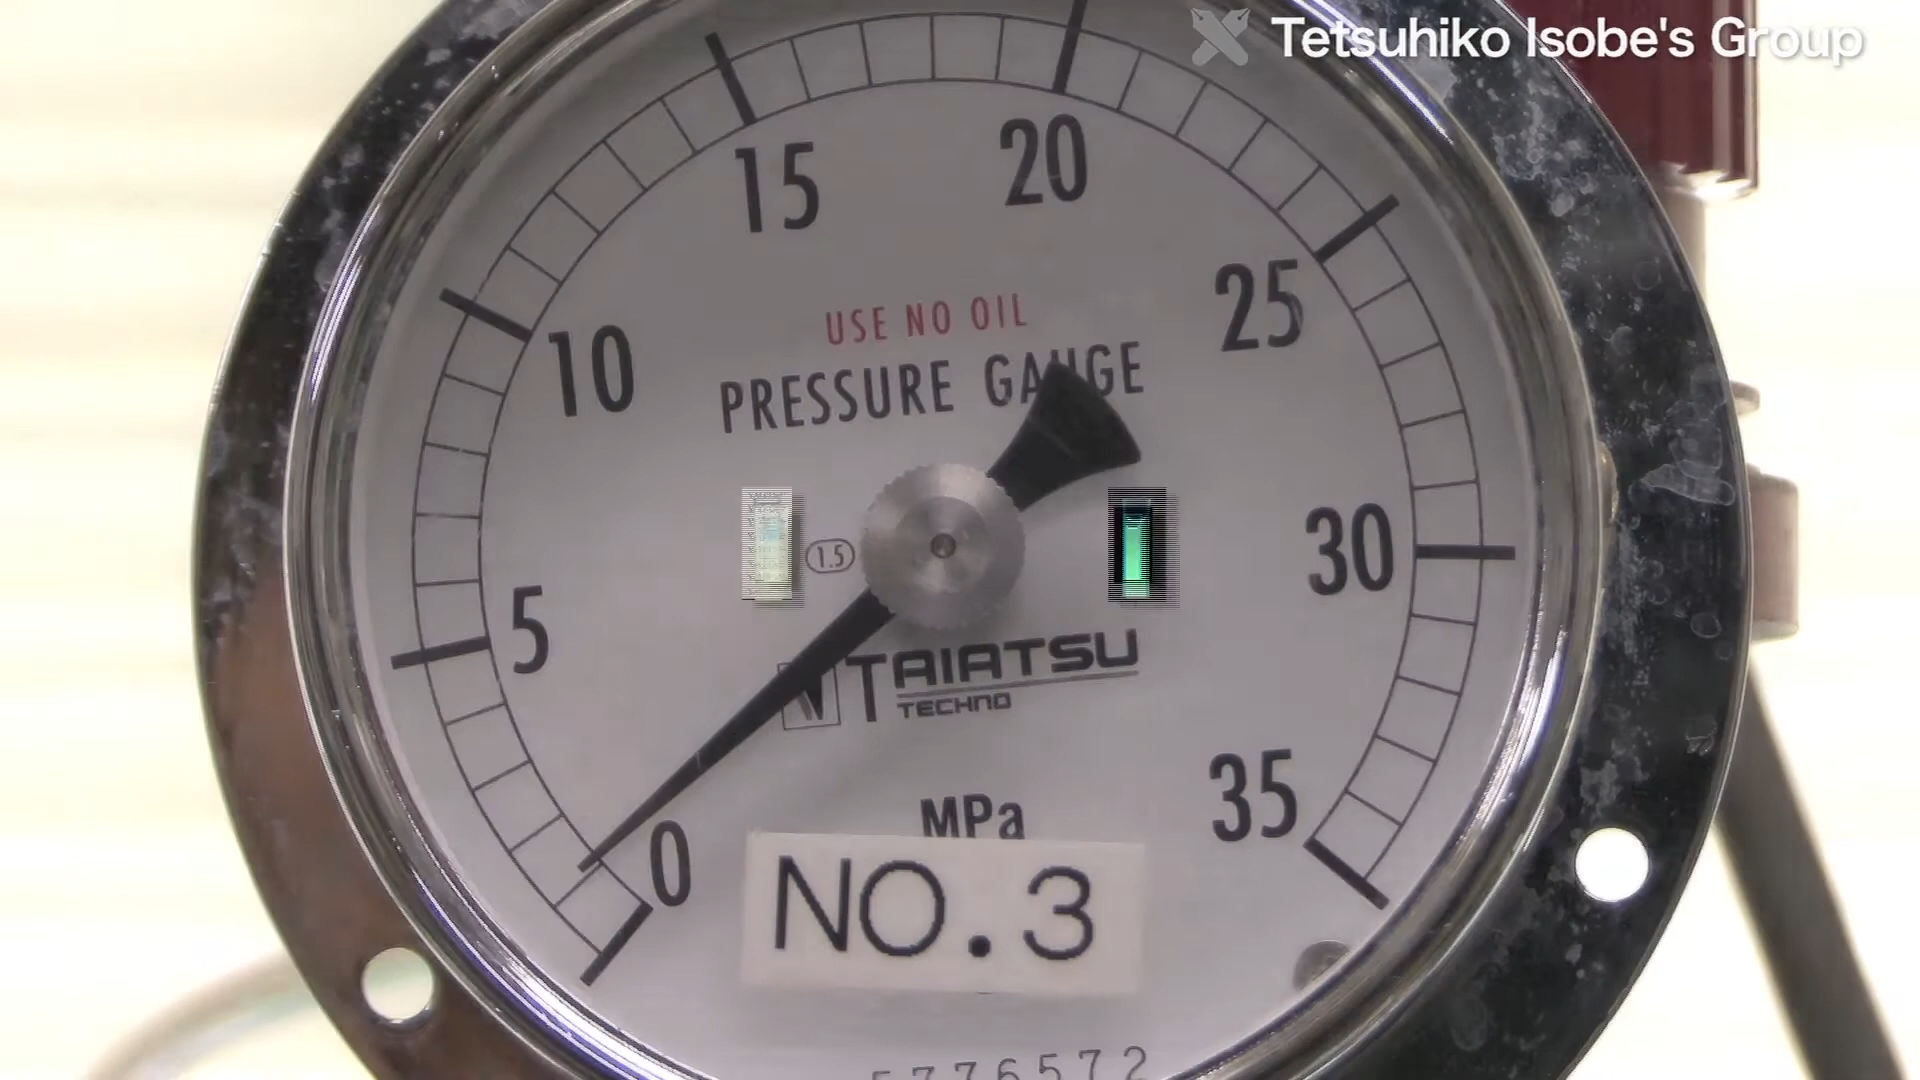 Tetsuhiko Isobe's Group
15
20
10
25
USE NO OIL
PRESSURE GAUGE
1.5
5
30
TAIATSU
TECHNO
0
35
MPa
NO.3
5776572